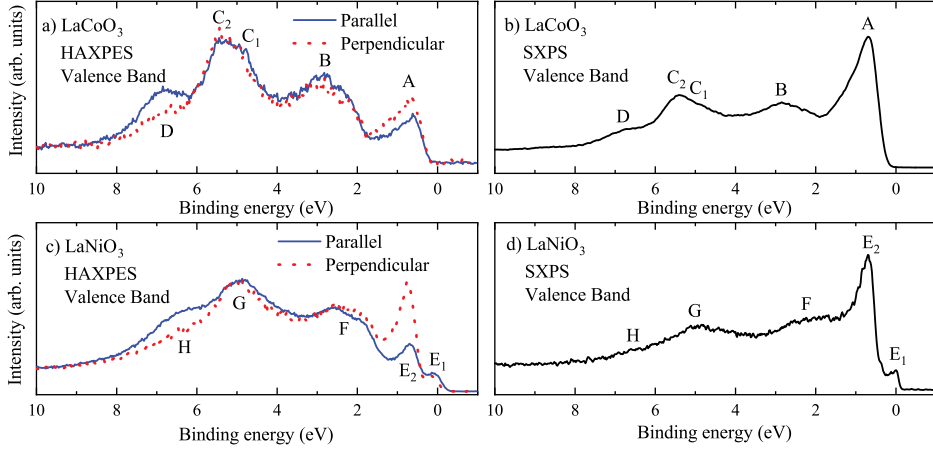 a) LaCoO3
HAXPES
Valence Band
Parallel
Perpendicular
C2
C1
B
A
D
Intensity (arb. units)
10 8 6 4 2 0
Binding energy (eV)
b) LaCoO3
SXPS
Valence Band
A
B
C2
C1
D
10 8 6 4 2 0
Binding energy (eV)
c) LaNiO3
HAXPES
Valence Band
Parallel
Perpendicular
G
F
H
E2
E1
Intensity (arb. units)
10 8 6 4 2 0
Binding energy (eV)
d) LaNiO3
SXPS
Valence Band
E2
F
G
H
E1
10 8 6 4 2 0
Binding energy (eV)